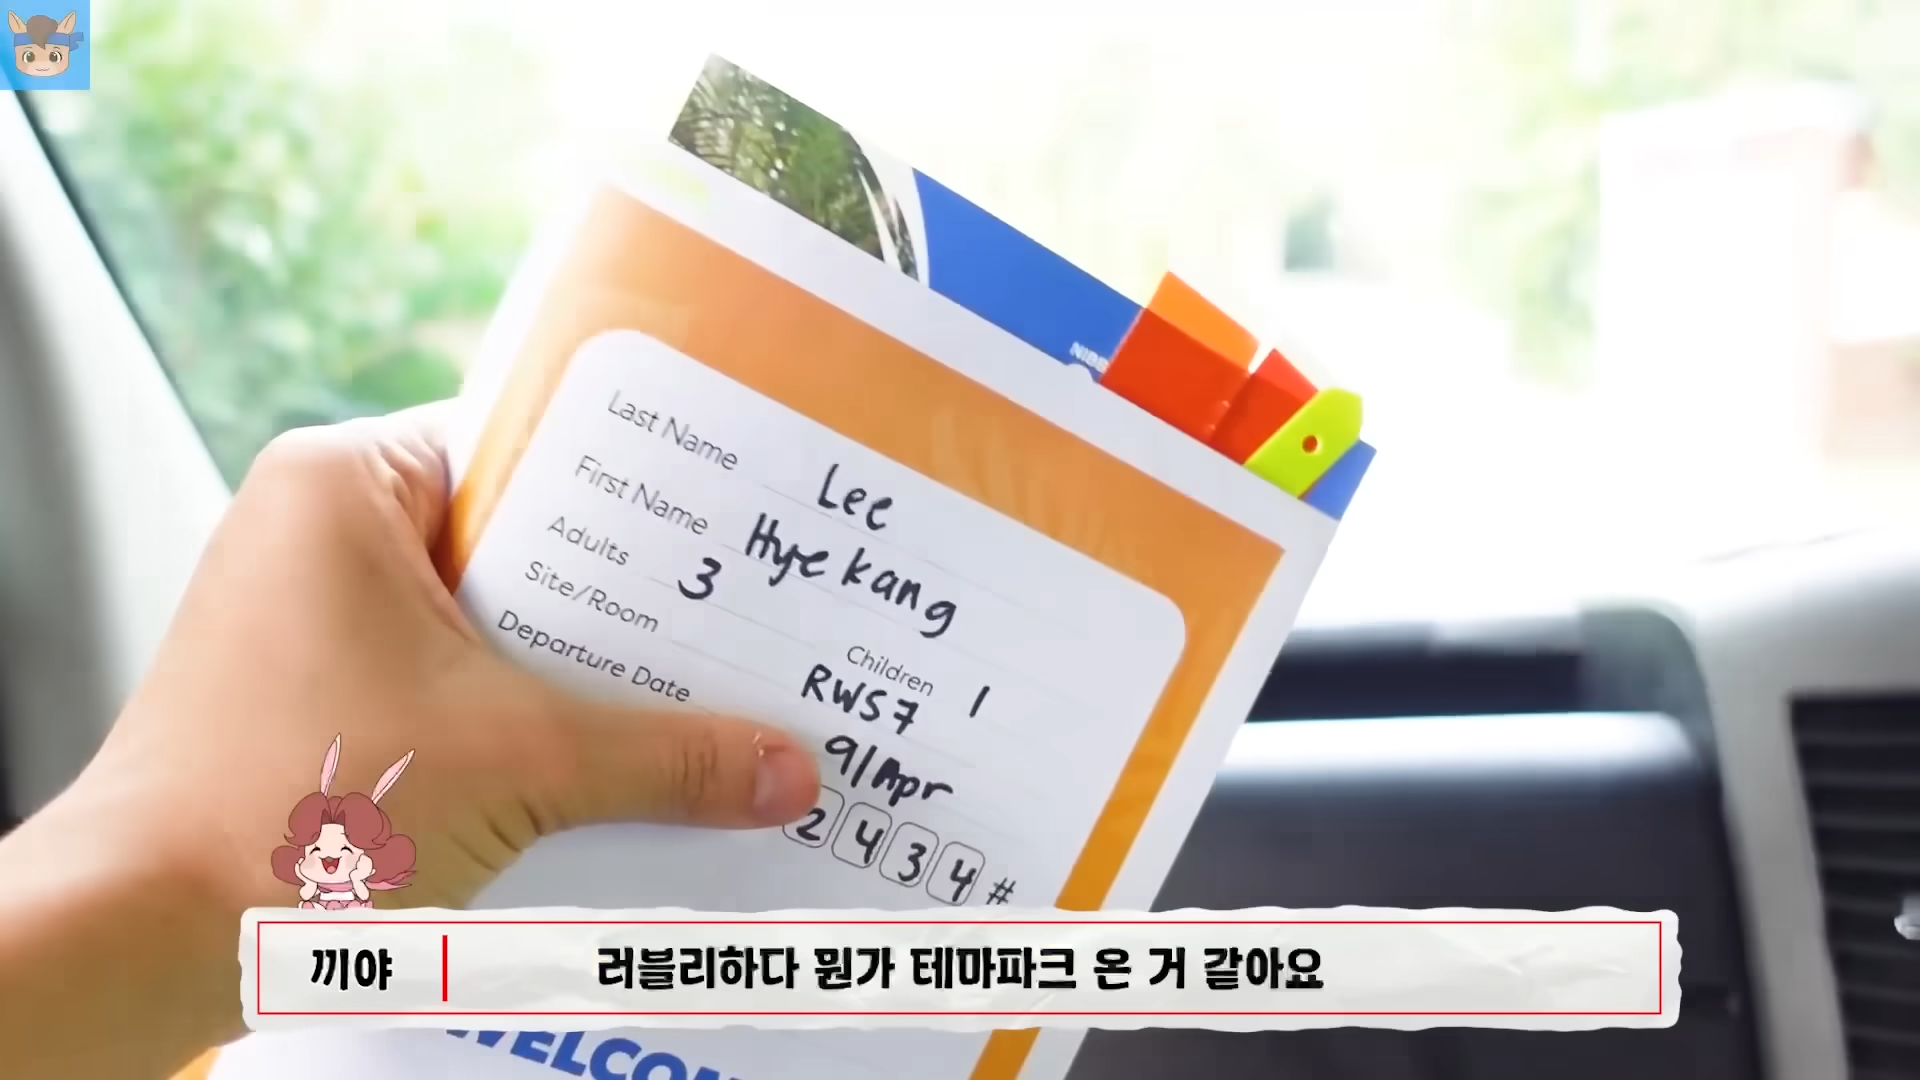 Last Name Lee
First Name Hye kang
Adults 3 Children 1
Site/Room RWS7
Departure Date 9/Apr
2434#
끼야
러블리하다 뭔가 테마파크 온 거 같아요